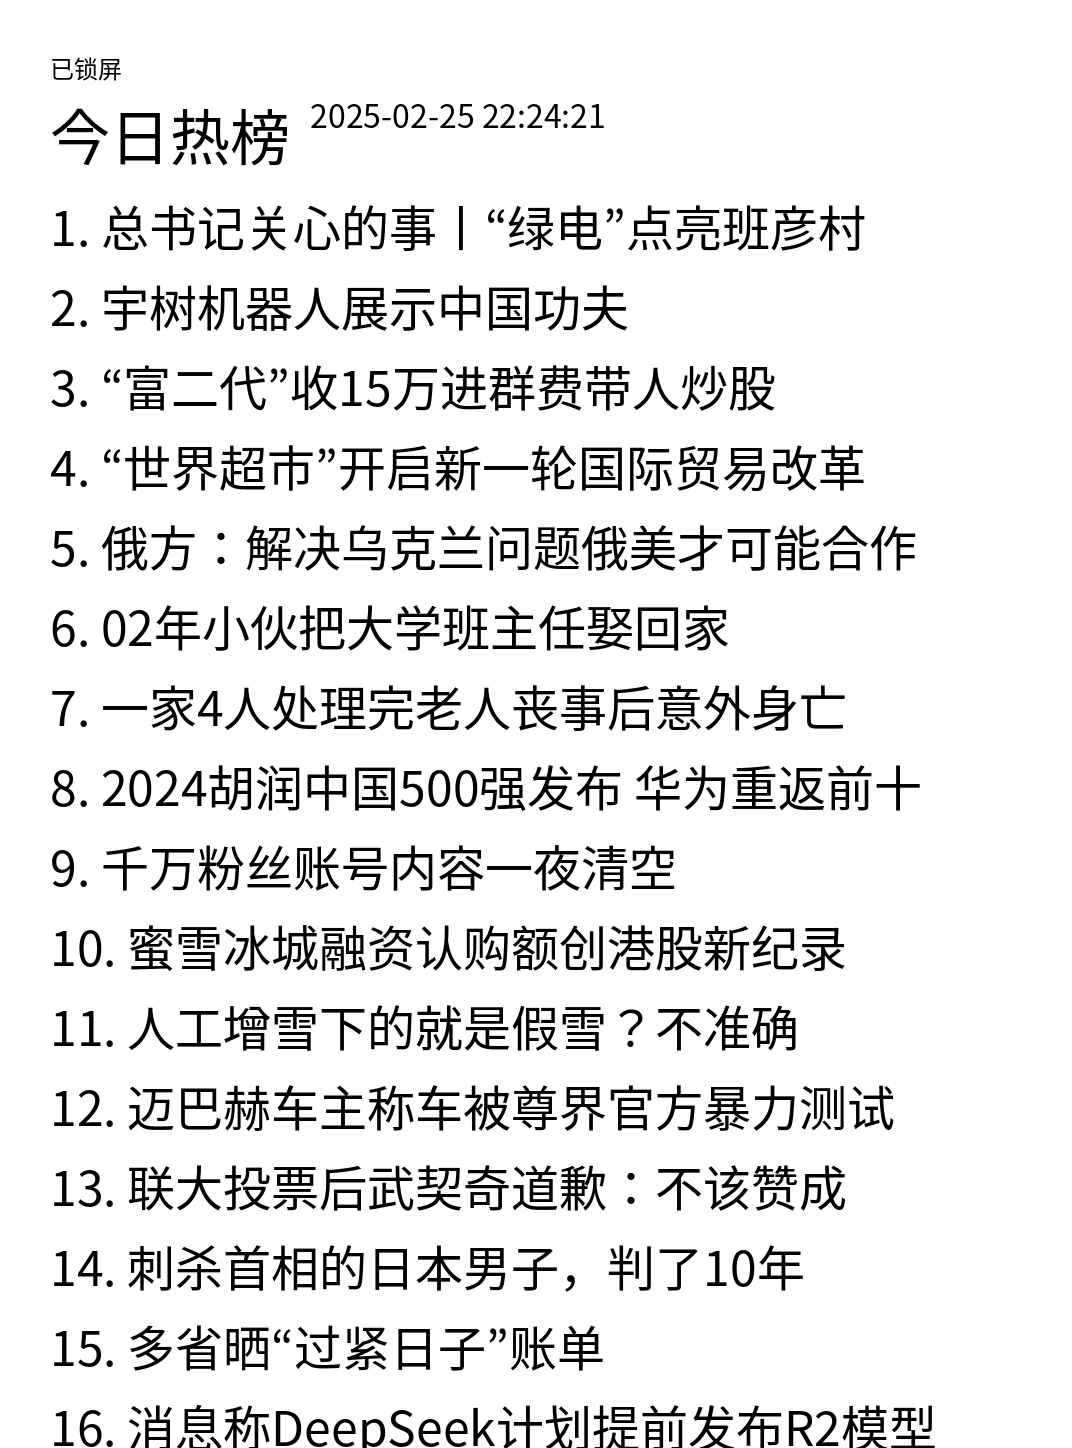 已锁屏
今日热榜 2025-02-25 22:24:21
1. 总书记关心的事丨“绿电”点亮班彦村
2. 宇树机器人展示中国功夫
3. “富二代”收15万进群费带人炒股
4. “世界超市”开启新一轮国际贸易改革
5. 俄方：解决乌克兰问题俄美才可能合作
6. 02年小伙把大学班主任娶回家
7. 一家4人处理完老人丧事后意外身亡
8. 2024胡润中国500强发布 华为重返前十
9. 千万粉丝账号内容一夜清空
10. 蜜雪冰城融资认购额创港股新纪录
11. 人工增雪下的就是假雪？不准确
12. 迈巴赫车主称车被尊界官方暴力测试
13. 联大投票后武契奇道歉：不该赞成
14. 刺杀首相的日本男子，判了10年
15. 多省晒“过紧日子”账单
16. 消息称DeepSeek计划提前发布R2模型